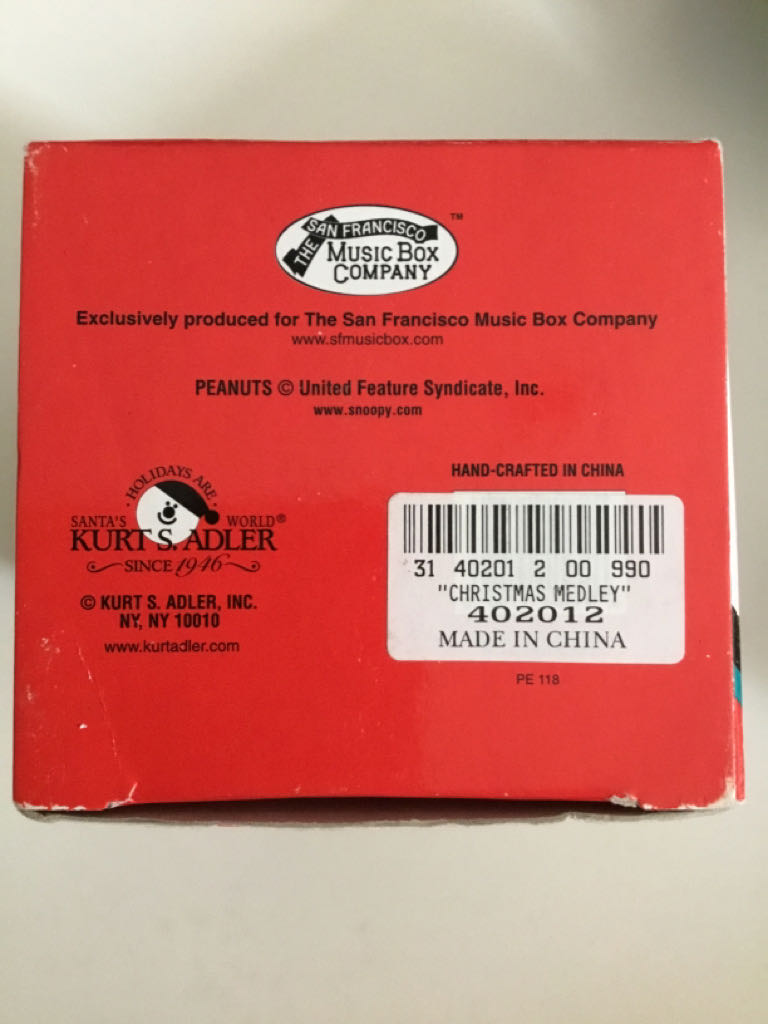 THE SAN FRANCISCO
MUSIC BOX
COMPANY
TM
Exclusively produced for The San Francisco Music Box Company
www.sfmusicbox.com
PEANUTS © United Feature Syndicate, Inc.
www.snoopy.com
HAND-CRAFTED IN CHINA
· HOLIDAYS ARE ·
SANTA'S WORLD®
KURT S. ADLER
SINCE 1946
© KURT S. ADLER, INC.
NY, NY 10010
www.kurtadler.com
31 40201 2 00 990
"CHRISTMAS MEDLEY"
402012
MADE IN CHINA
PE 118